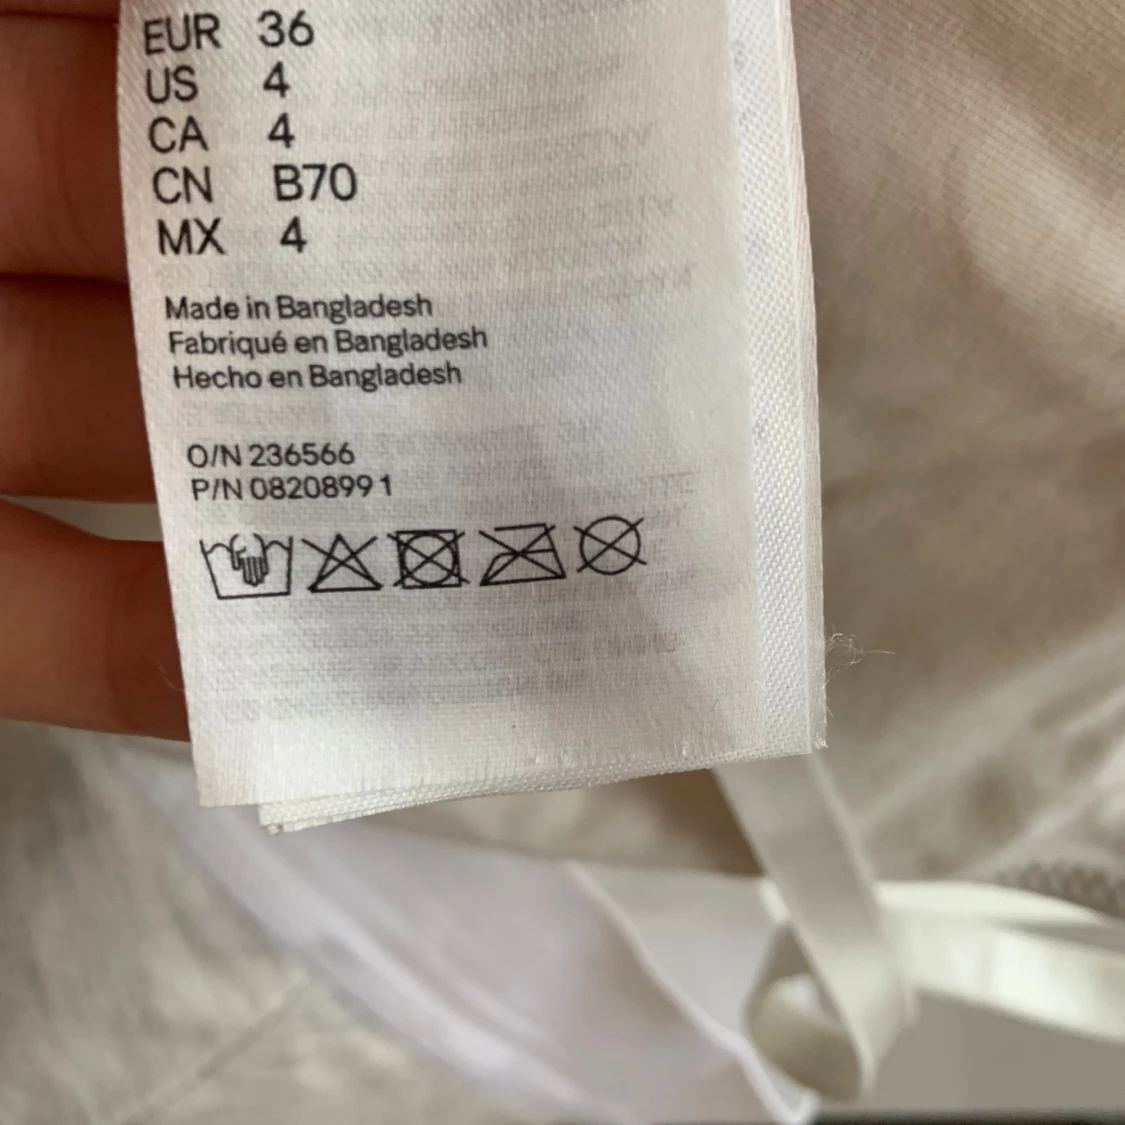 EUR 36
US 4
CA 4
CN B70
MX 4
Made in Bangladesh
Fabriqué en Bangladesh
Hecho en Bangladesh
O/N 236566
P/N 08208991